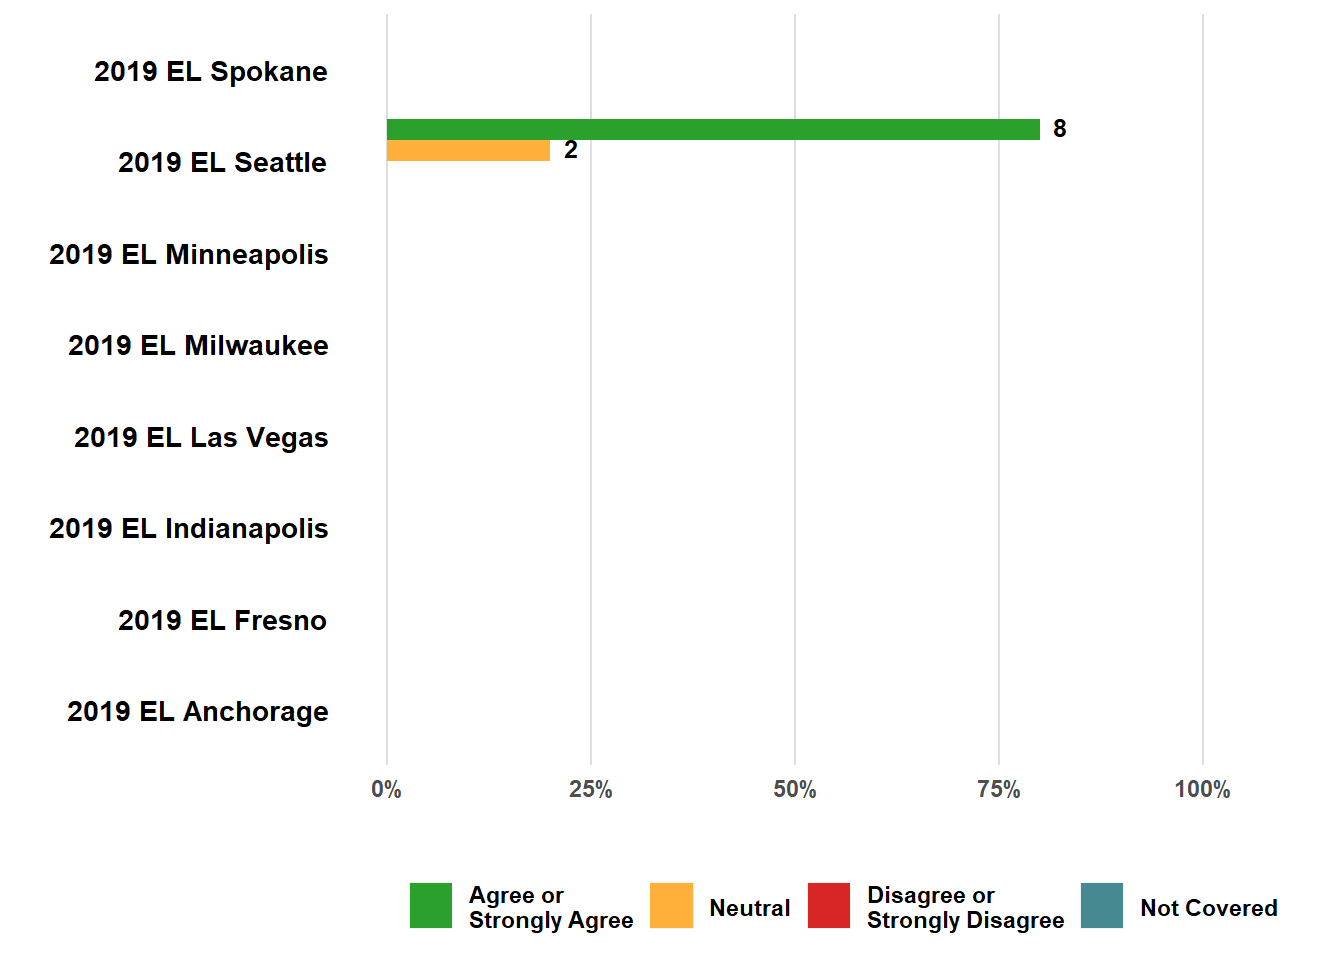 2019 EL Spokane
8
2
2019 EL Seattle
2019 EL Minneapolis
2019 EL Milwaukee
2019 EL Las Vegas
2019 EL Indianapolis
2019 EL Fresno
2019 EL Anchorage
0% 25% 50% 75% 100%
Agree or
Strongly Agree
Neutral
Disagree or
Strongly Disagree
Not Covered